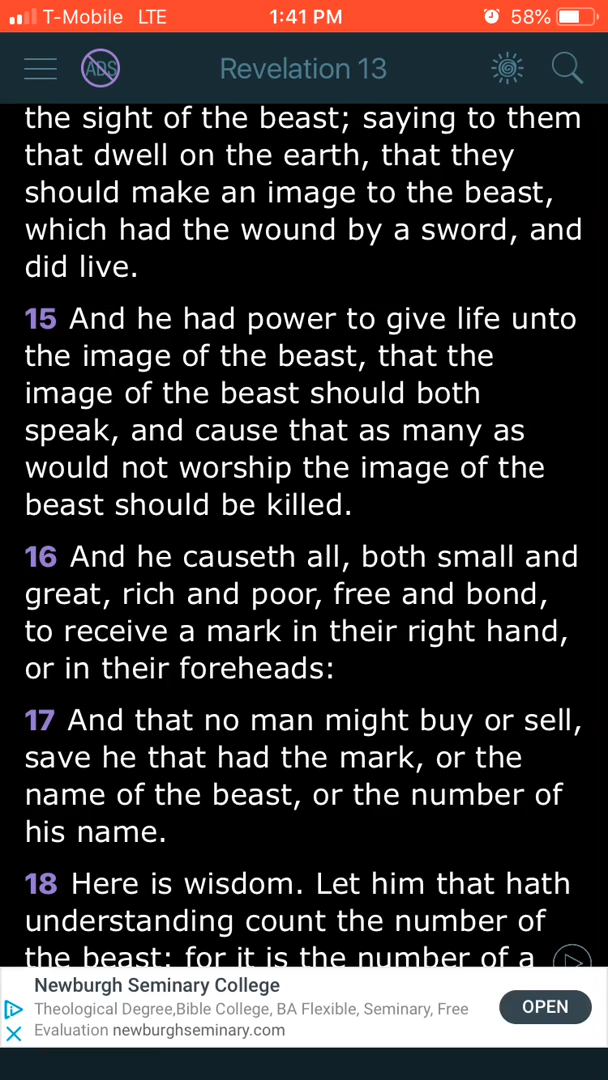 T-Mobile LTE 1:41 PM 58%
ADS Revelation 13
the sight of the beast; saying to them
that dwell on the earth, that they
should make an image to the beast,
which had the wound by a sword, and
did live.
15 And he had power to give life unto
the image of the beast, that the
image of the beast should both
speak, and cause that as many as
would not worship the image of the
beast should be killed.
16 And he causeth all, both small and
great, rich and poor, free and bond,
to receive a mark in their right hand,
or in their foreheads:
17 And that no man might buy or sell,
save he that had the mark, or the
name of the beast, or the number of
his name.
18 Here is wisdom. Let him that hath
understanding count the number of
the beast: for it is the number of a
Newburgh Seminary College
Theological Degree,Bible College, BA Flexible, Seminary, Free
Evaluation newburghseminary.com
OPEN